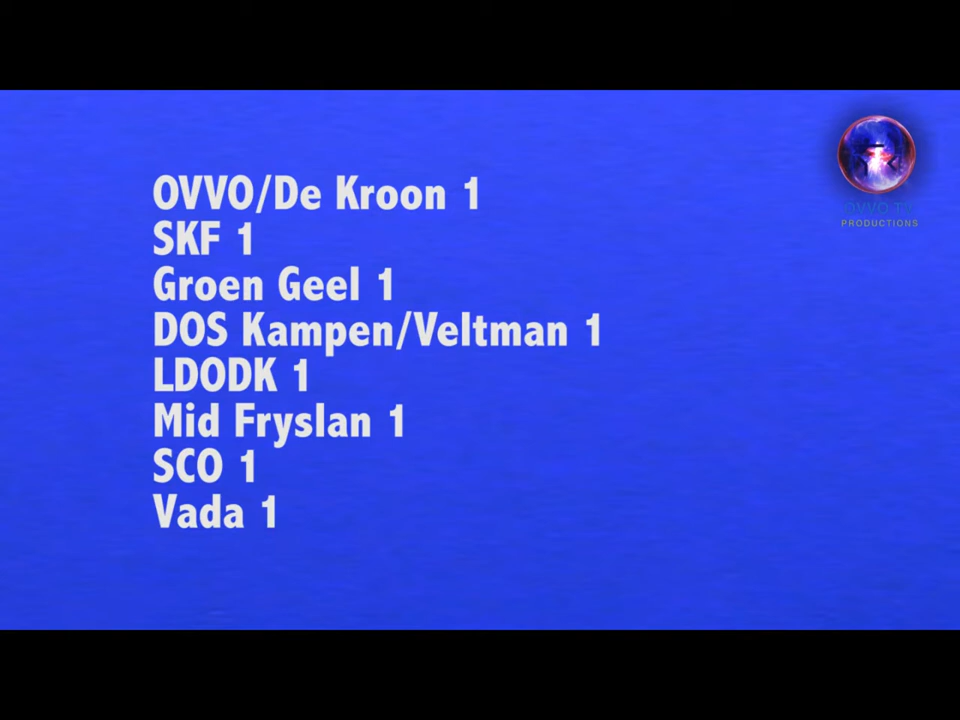 OVVO/De Kroon 1
SKF 1
Groen Geel 1
DOS Kampen/Veltman 1
LDODK 1
Mid Fryslan 1
SCO 1
Vada 1
OVVO TV
PRODUCTIONS